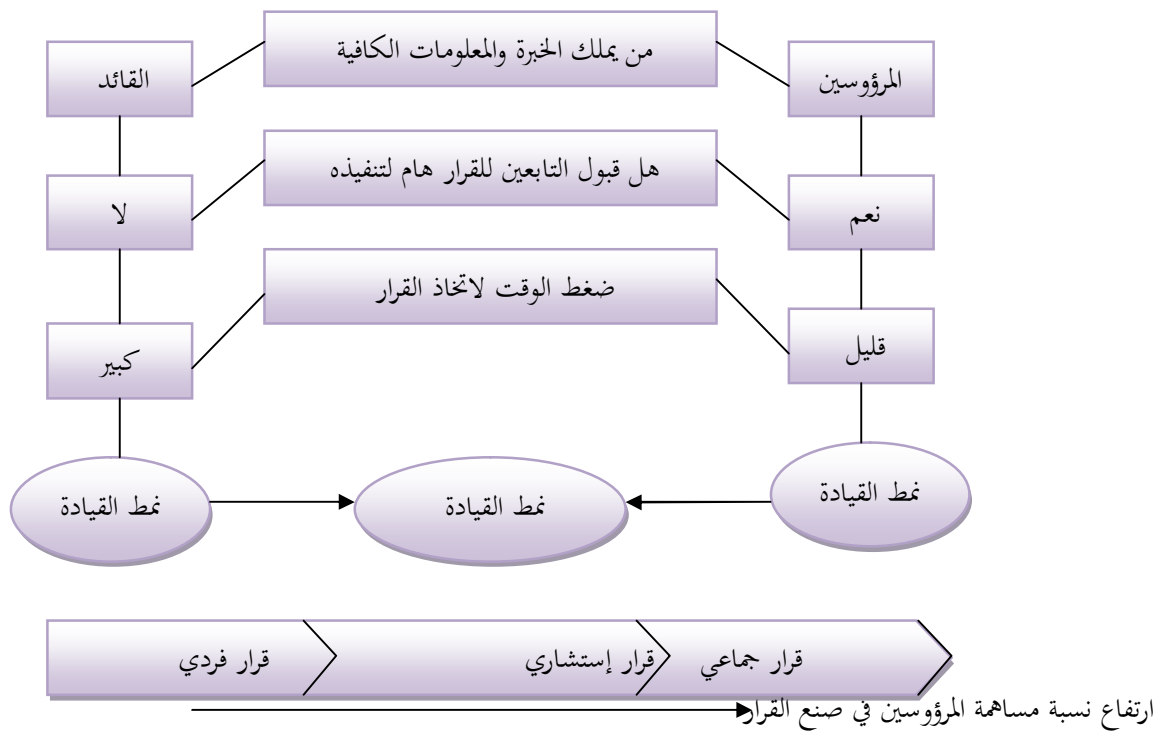 من يملك الخبرة والمعلومات الكافية
المرؤوسين
القائد
هل قبول التابعين للقرار هام لتنفيذه
نعم
لا
ضغط الوقت لاتخاذ القرار
قليل
كبير
نمط القيادة
نمط القيادة
نمط القيادة
قرار جماعي
قرار إستشاري
قرار فردي
ارتفاع نسبة مساهمة المرؤوسين في صنع القرار